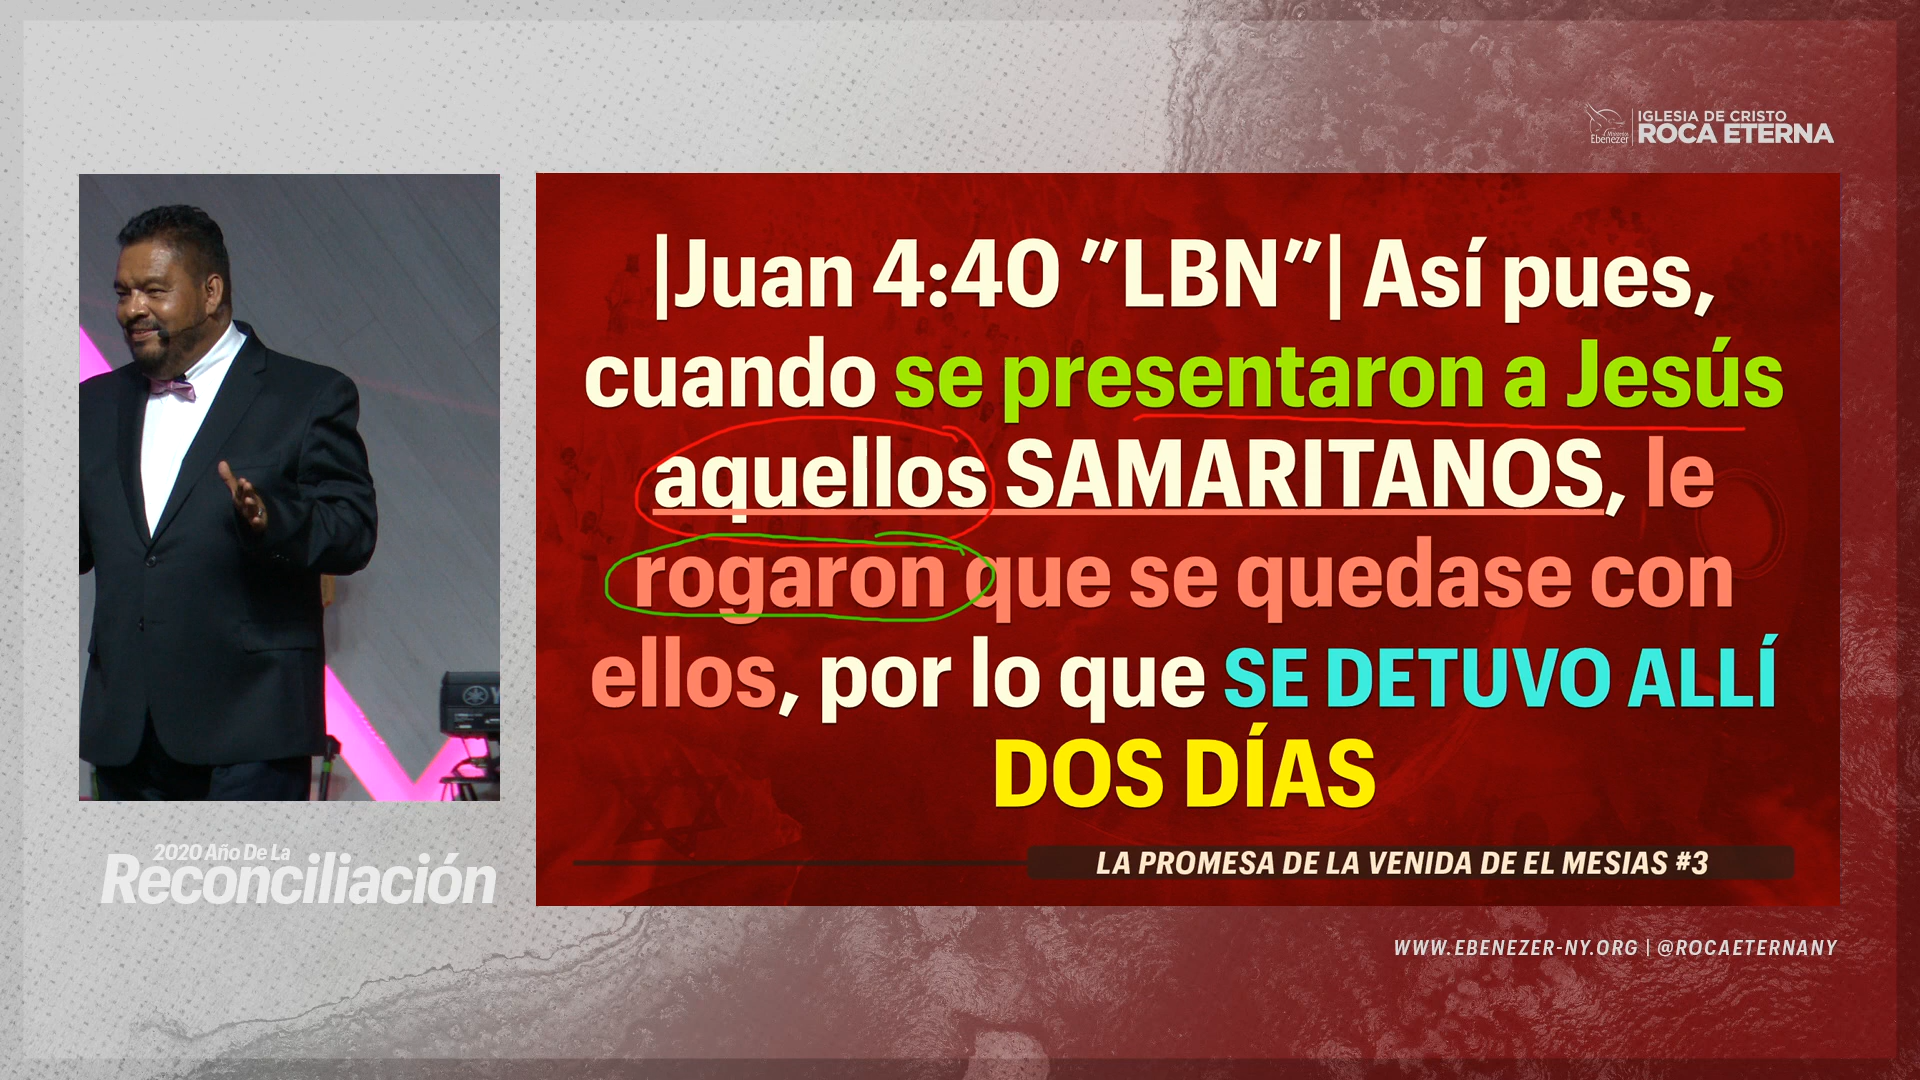 IGLESIA DE CRISTO
ROCA ETERNA
Ministerios
Ebenezer
|Juan 4:40 ”LBN”| Así pues,
cuando se presentaron a Jesús
aquellos SAMARITANOS, le
rogaron que se quedase con
ellos, por lo que SE DETUVO ALLÍ
DOS DÍAS
LA PROMESA DE LA VENIDA DE EL MESIAS #3
2020 Año De La
Reconciliación
WWW.EBENEZER-NY.ORG | @ROCAETERNANY